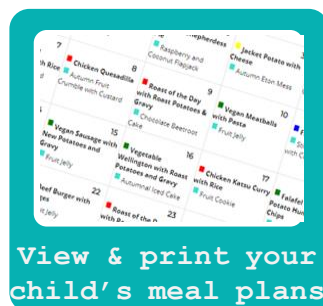 Shepherdess
Raspberry and
Coconut Flapjack
Jacket Potato with
Cheese
Autumn Eton Mess
7
with Rice
Chicken Quesadilla
Autumn Fruit
Crumble with Custard
8
Roast of the Day
with Roast Potatoes &
Gravy
Chocolate Beetroot
Cake
9
Vegan Meatballs
with Pasta
Fruit Jelly
10
Vegan Sausage with
New Potatoes and
Gravy
Fruit Jelly
15
Vegetable
Wellington with Roast
Potatoes and Gravy
Autumnal Iced Cake
16
Chicken Katsu Curry
with Rice
Fruit Cookie
17
Falafel
Chips
Beef Burger with
22
Roast of the D
23
View & print your
child's meal plans